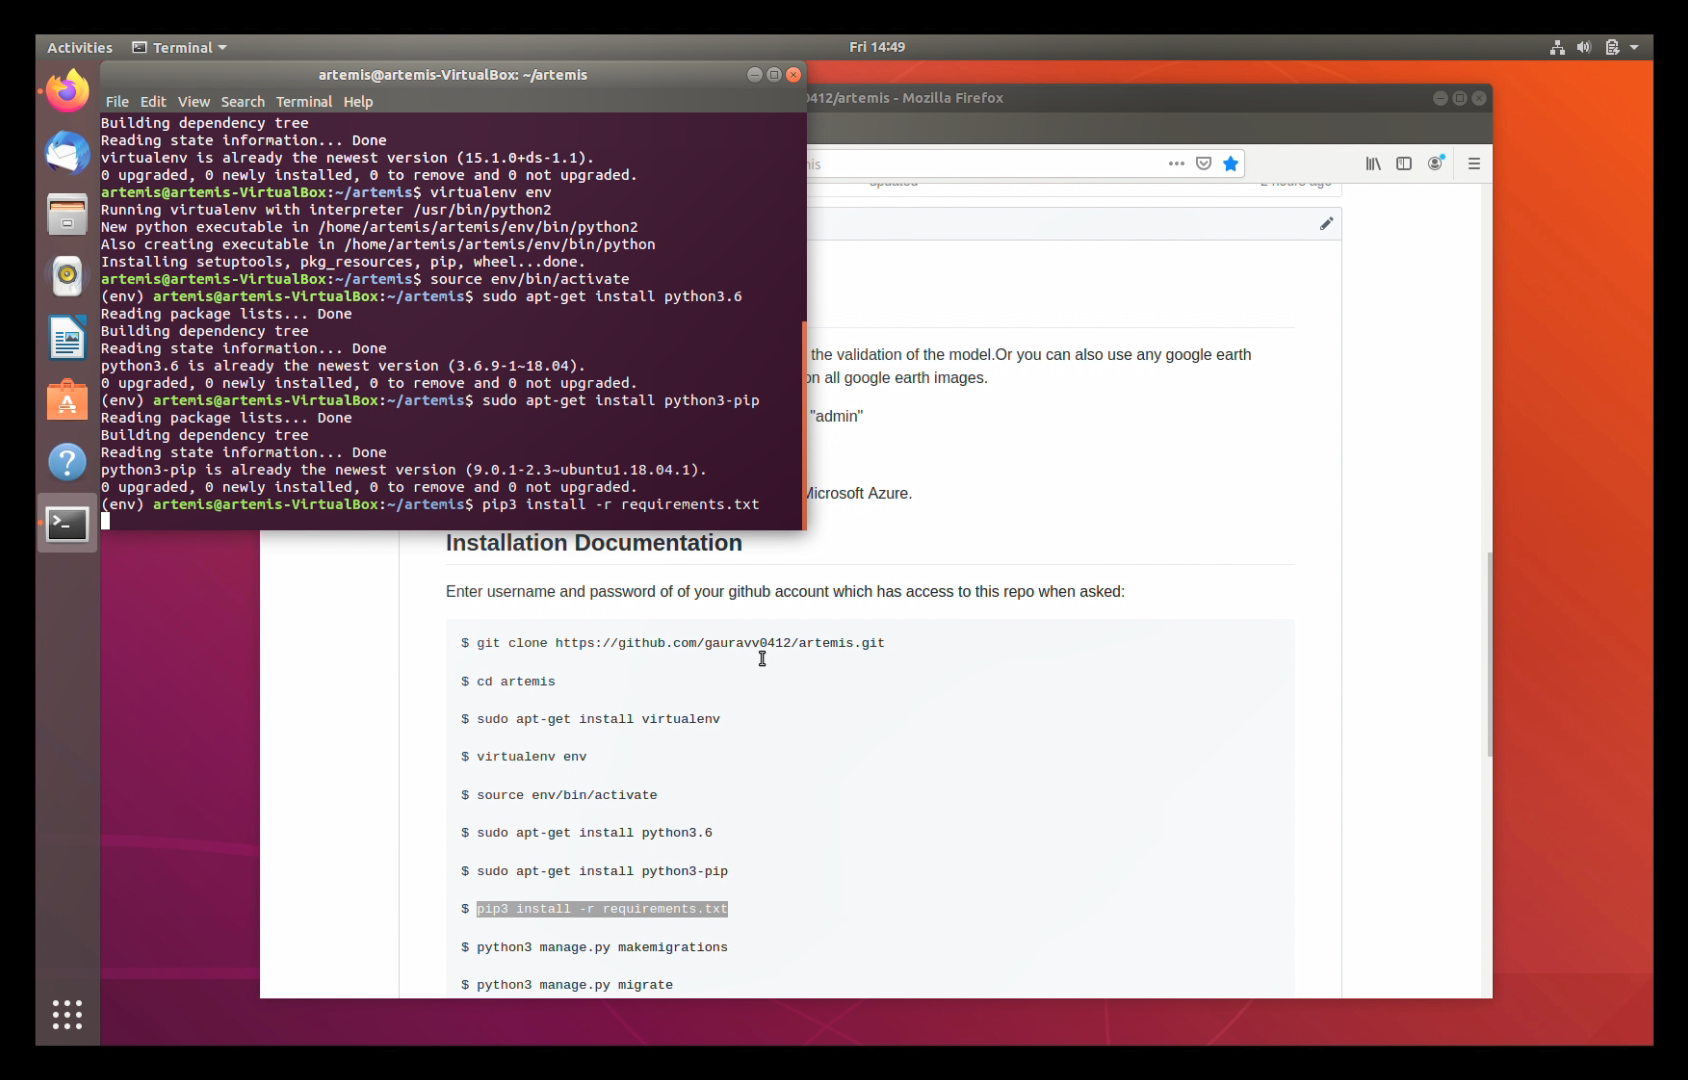 Activities Terminal Fri 14:49
artemis@artemis-VirtualBox: ~/artemis
File Edit View Search Terminal Help
Building dependency tree
Reading state information... Done
virtualenv is already the newest version (15.1.0+ds-1.1).
0 upgraded, 0 newly installed, 0 to remove and 0 not upgraded.
artemis@artemis-VirtualBox:~/artemis$ virtualenv env
Running virtualenv with interpreter /usr/bin/python2
New python executable in /home/artemis/artemis/env/bin/python2
Also creating executable in /home/artemis/artemis/env/bin/python
Installing setuptools, pkg_resources, pip, wheel...done.
artemis@artemis-VirtualBox:~/artemis$ source env/bin/activate
(env) artemis@artemis-VirtualBox:~/artemis$ sudo apt-get install python3.6
Reading package lists... Done
Building dependency tree
Reading state information... Done
python3.6 is already the newest version (3.6.9-1~18.04).
0 upgraded, 0 newly installed, 0 to remove and 0 not upgraded.
(env) artemis@artemis-VirtualBox:~/artemis$ sudo apt-get install python3-pip
Reading package lists... Done
Building dependency tree
Reading state information... Done
python3-pip is already the newest version (9.0.1-2.3~ubuntu1.18.04.1).
0 upgraded, 0 newly installed, 0 to remove and 0 not upgraded.
(env) artemis@artemis-VirtualBox:~/artemis$ pip3 install -r requirements.txt
0412/artemis - Mozilla Firefox
the validation of the model.Or you can also use any google earth
on all google earth images.
"admin"
Microsoft Azure.
Installation Documentation
Enter username and password of of your github account which has access to this repo when asked:
$ git clone https://github.com/gauravv0412/artemis.git
$ cd artemis
$ sudo apt-get install virtualenv
$ virtualenv env
$ source env/bin/activate
$ sudo apt-get install python3.6
$ sudo apt-get install python3-pip
$ pip3 install -r requirements.txt
$ python3 manage.py makemigrations
$ python3 manage.py migrate